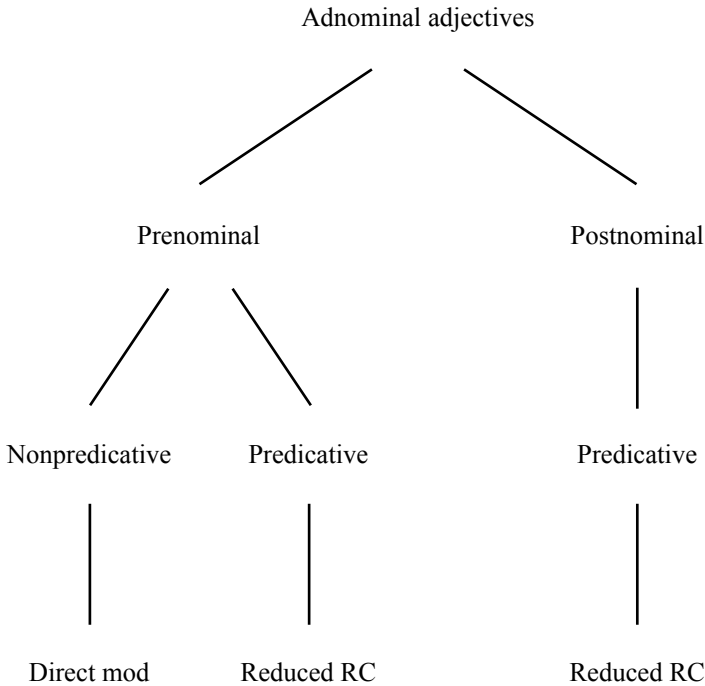 Adnominal adjectives
Prenominal Postnominal
Nonpredicative Predicative Predicative
Direct mod Reduced RC Reduced RC